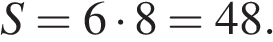 S = 6 · 8 = 48.